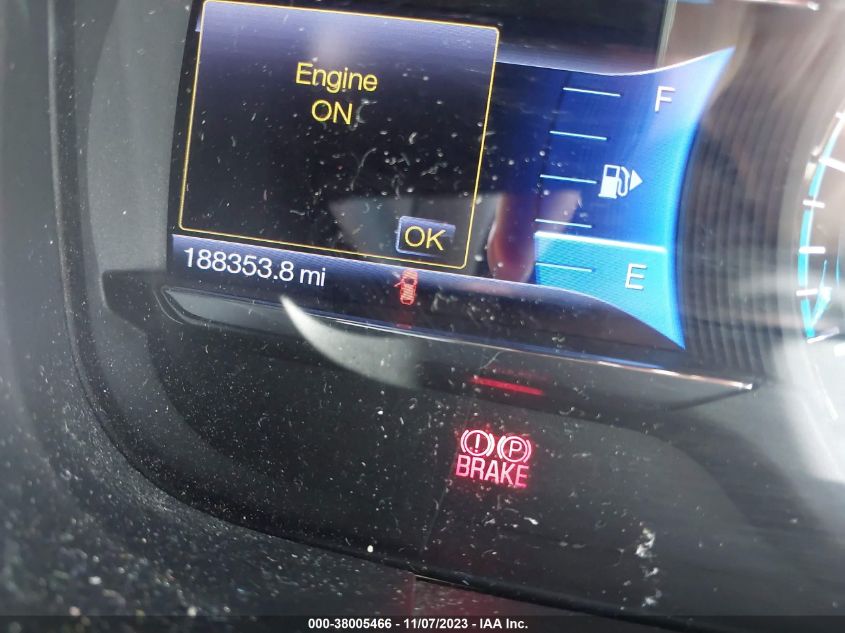 Engine
ON
OK
F
E
188353.8 mi
P
BRAKE
000-38005466 - 11/07/2023 - IAA Inc.